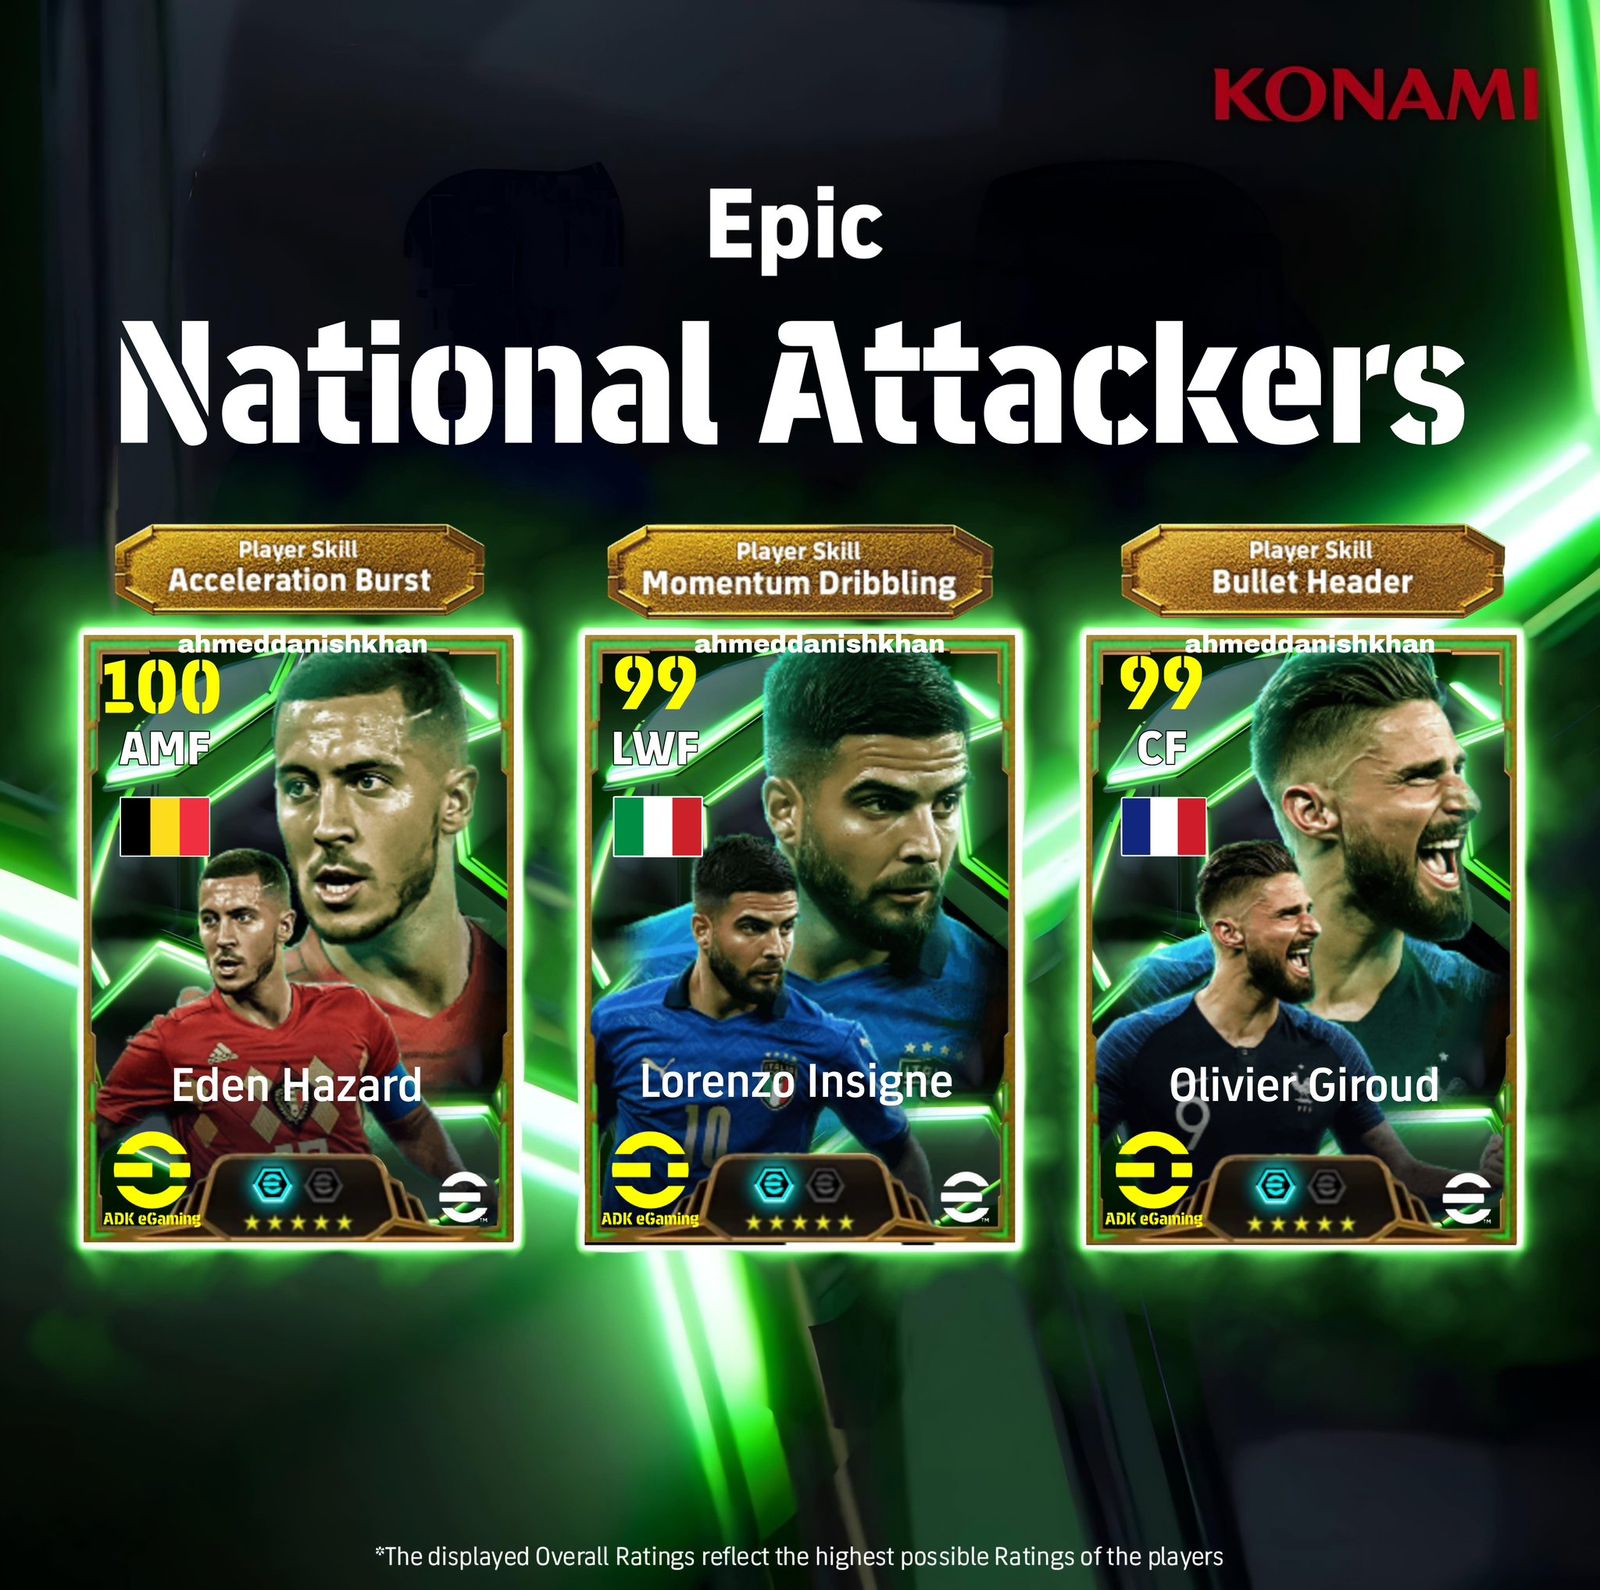 KONAMI
Epic
National Attackers
Player Skill
Acceleration Burst
Player Skill
Momentum Dribbling
Player Skill
Bullet Header
ahmeddanishkhan
100
AMF
Eden Hazard
ADK eGaming
ahmeddanishkhan
99
LWF
10
Lorenzo Insigne
ADK eGaming
ahmeddanishkhan
99
CF
9
Olivier Giroud
ADK eGaming
*The displayed Overall Ratings reflect the highest possible Ratings of the players